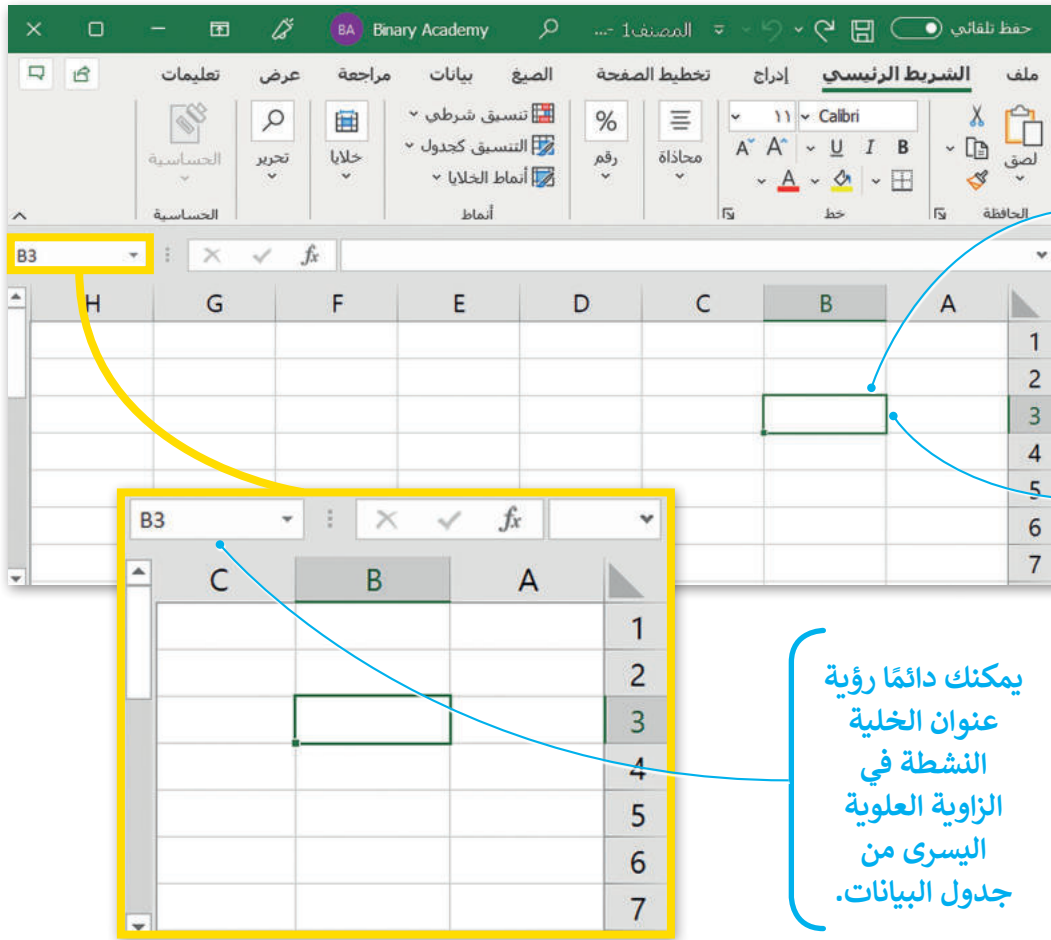 حفظ تلقائي المصنف1 -... Binary Academy BA
ملف الشريط الرئيسي إدراج تخطيط الصفحة الصيغ بيانات مراجعة عرض تعليمات
لصق
Calibri ١١
B I U A^ A˅
A
محاذاة
%
رقم
تنسيق شرطي
التنسيق كجدول
أنماط الخلايا
خلايا
تحرير
الحساسية
الحافظة خط أنماط الحساسية
B3 fx
A B C D E F G H
1
2
3
4
5
6
7
B3 fx
A B C
1
2
3
4
5
6
7
يمكنك دائمًا رؤية
عنوان الخلية
النشطة في
الزاوية العلوية
اليسرى من
جدول البيانات.